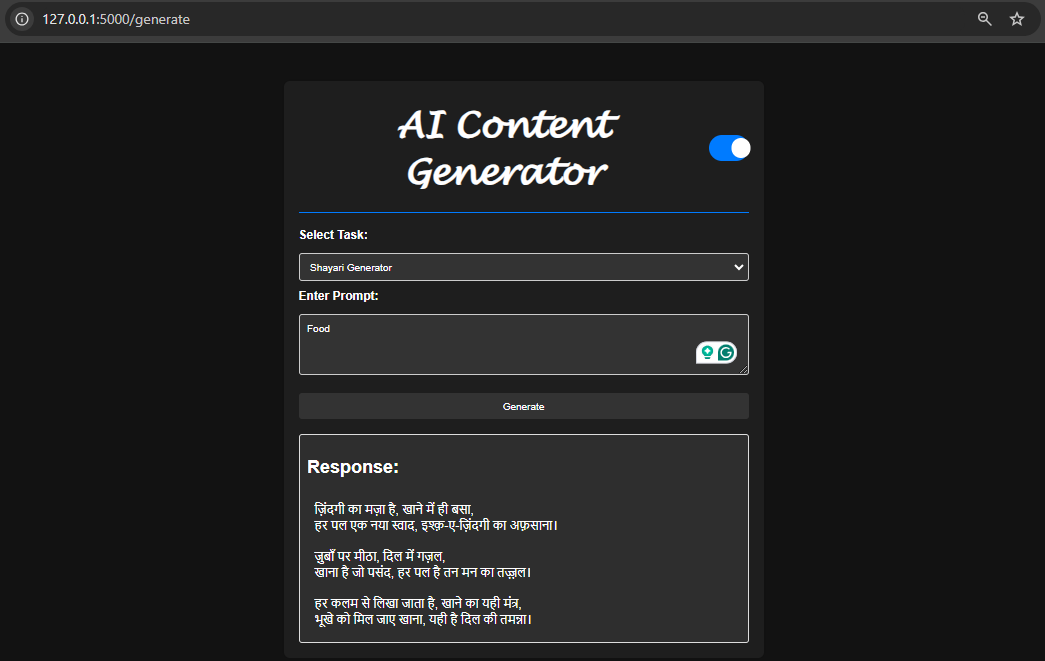 127.0.0.1:5000/generate
AI Content
Generator
Select Task:
Shayari Generator
Enter Prompt:
Food
Generate
Response:
ज़िंदगी का मज़ा है, खाने में ही बसा,
हर पल एक नया स्वाद, इश्क़-ए-ज़िंदगी का अफ़साना।
ज़ुबाँ पर मीठा, दिल में गज़ल,
खाना है जो पसंद, हर पल है तन मन का तज़्ज़ल।
हर कलम से लिखा जाता है, खाने का यही मंत्र,
भूखे को मिल जाए खाना, यही है दिल की तमन्ना।